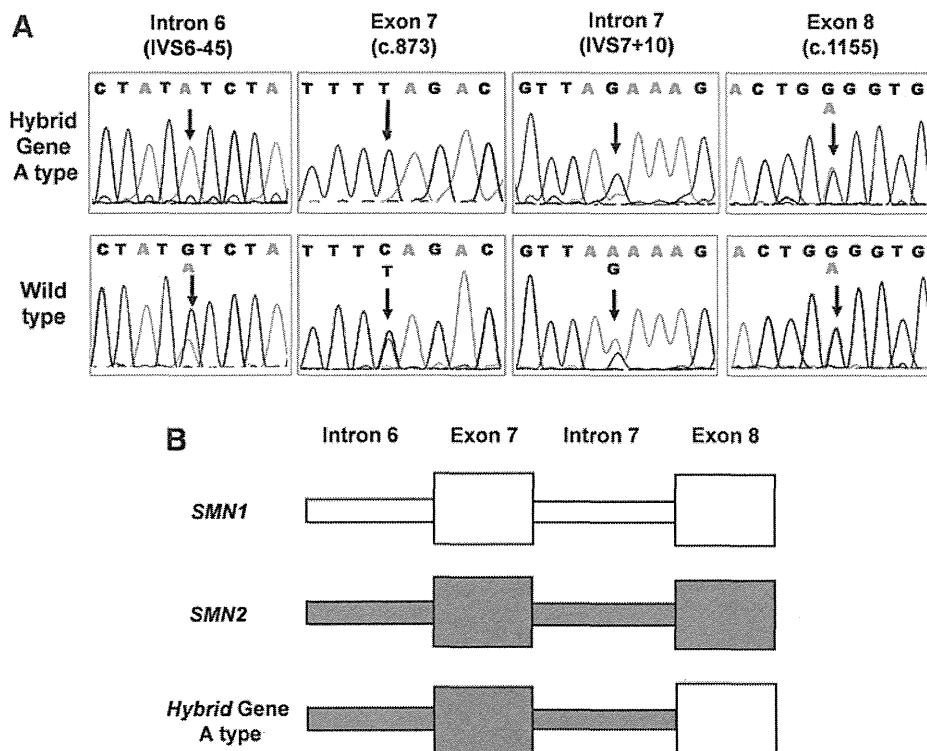 A
Intron 6 Exon 7 Intron 7 Exon 8
(IVS6-45) (c.873) (IVS7+10) (c.1155)
Hybrid
Gene
A type
C T A T A T C T A
T T T T A G A C
G T T A G A A A G
A C T G G G G T G
A
Wild
type
C T A T G T C T A
A
T T T C A G A C
T
G T T A A A A A G
G
A C T G G G G T G
A
B
Intron 6 Exon 7 Intron 7 Exon 8
SMN1
SMN2
Hybrid Gene
A type